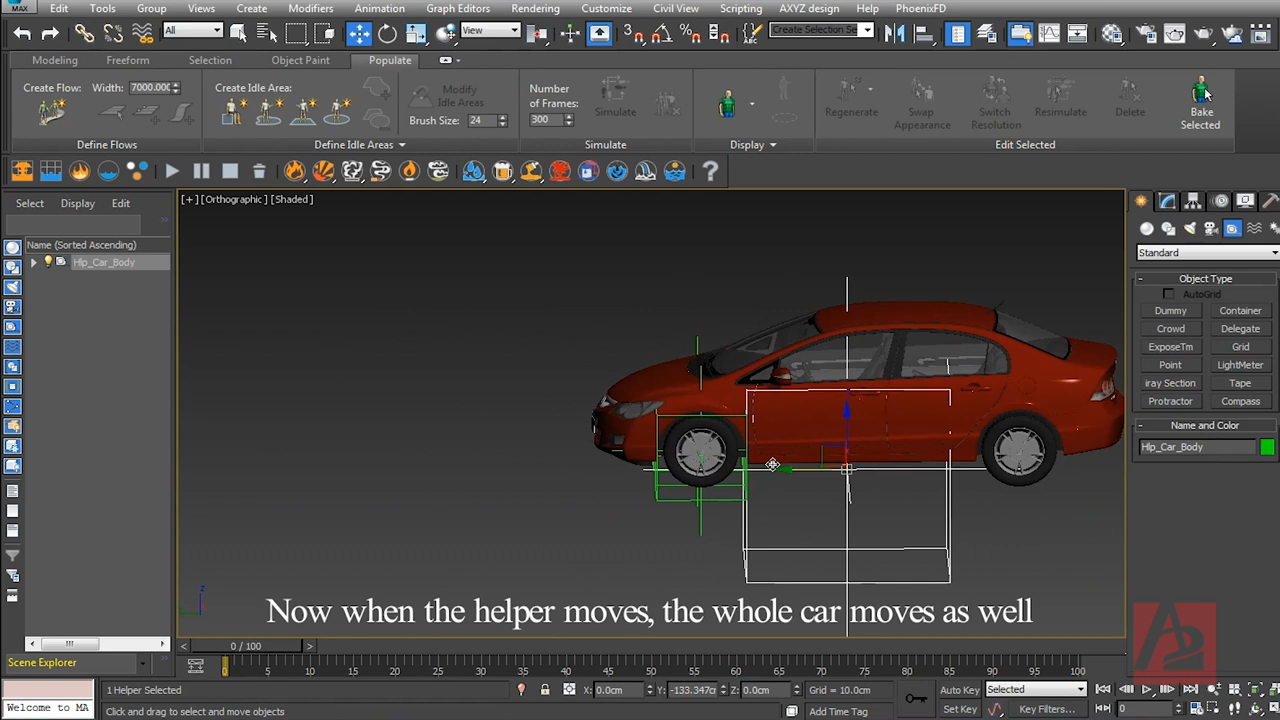 MAX
Edit Tools Group Views Create Modifiers Animation Graph Editors Rendering Customize Civil View Scripting AXYZ design Help PhoenixFD
All View Create Selection Se
Modeling Freeform Selection Object Paint Populate
Create Flow: Width: 7000.000 Create Idle Area: Modify Idle Areas Number of Frames: Simulate Regenerate Swap Appearance Switch Resolution Resimulate Delete Bake Selected
Brush Size: 24 300
Define Flows Define Idle Areas Simulate Display Edit Selected
Select Display Edit
[+] [Orthographic] [Shaded]
Name (Sorted Ascending)
Hlp_Car_Body
Standard
Object Type
AutoGrid
Dummy Container
Crowd Delegate
ExposeTm Grid
Point LightMeter
iray Section Tape
Protractor Compass
Name and Color
Hlp_Car_Body
z
Now when the helper moves, the whole car moves as well
0 / 100
Scene Explorer
0 5 10 15 20 25 30 35 40 45 50 55 60 65 70 75 80 85 90 95 100
1 Helper Selected X: 0.0cm Y: -133.347c Z: 0.0cm Grid = 10.0cm Auto Key Selected
Welcome to MA Click and drag to select and move objects Add Time Tag Set Key Key Filters... 0